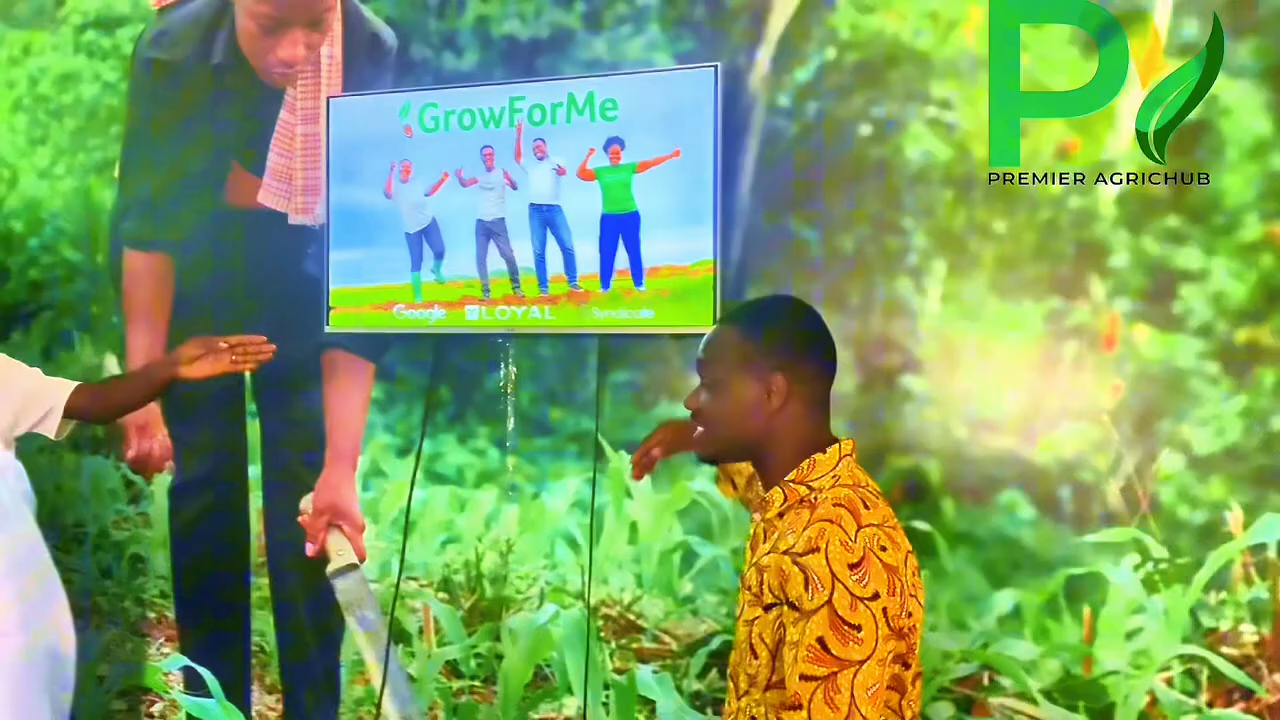 GrowForMe
Google
LOYAL
Syndicate
PREMIER AGRICHUB